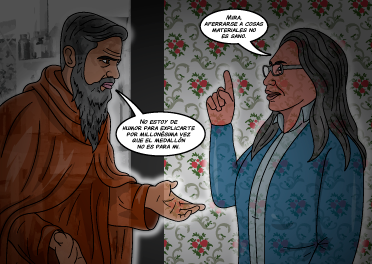 MIRA,
AFERRARSE A COSAS
MATERIALES NO
ES SANO.
NO ESTOY DE
HUMOR PARA EXPLICARTE
POR MILLONÉSIMA VEZ
QUE EL MEDALLÓN
NO ES PARA MI.